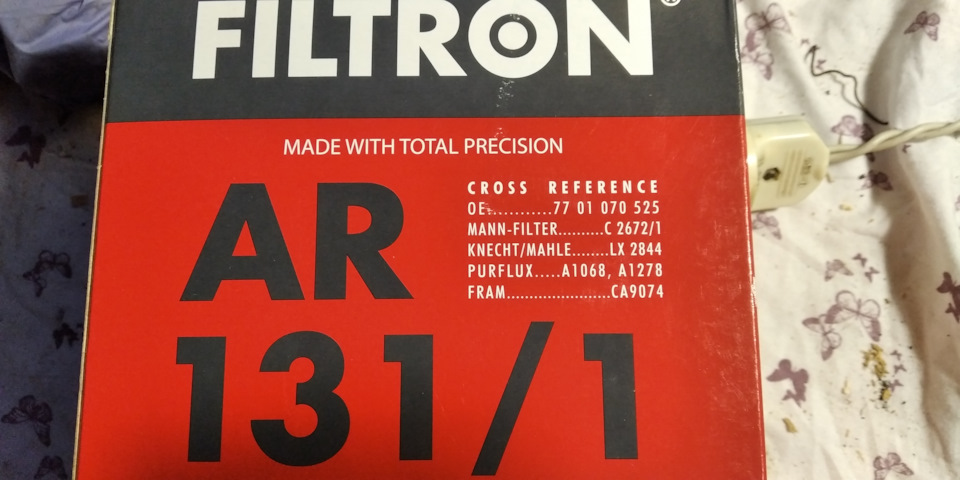 FILTRON®
MADE WITH TOTAL PRECISION
AR
131/1
CROSS REFERENCE
OE............77 01 070 525
MANN-FILTER..........C 2672/1
KNECHT/MAHLE........LX 2844
PURFLUX.....A1068, A1278
FRAM.......................CA9074